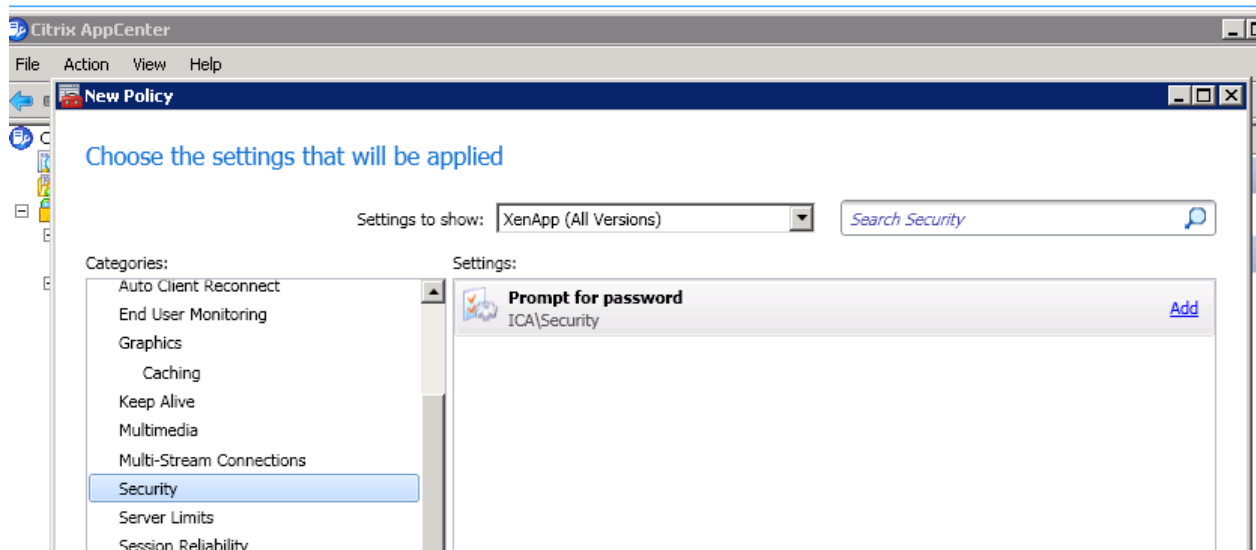 Citrix AppCenter
File Action View Help
New Policy
Choose the settings that will be applied
Settings to show: XenApp (All Versions) Search Security
Categories: Settings:
Auto Client Reconnect
End User Monitoring
Graphics
Caching
Keep Alive
Multimedia
Multi-Stream Connections
Security
Server Limits
Session Reliability
Prompt for password
ICA\Security
Add